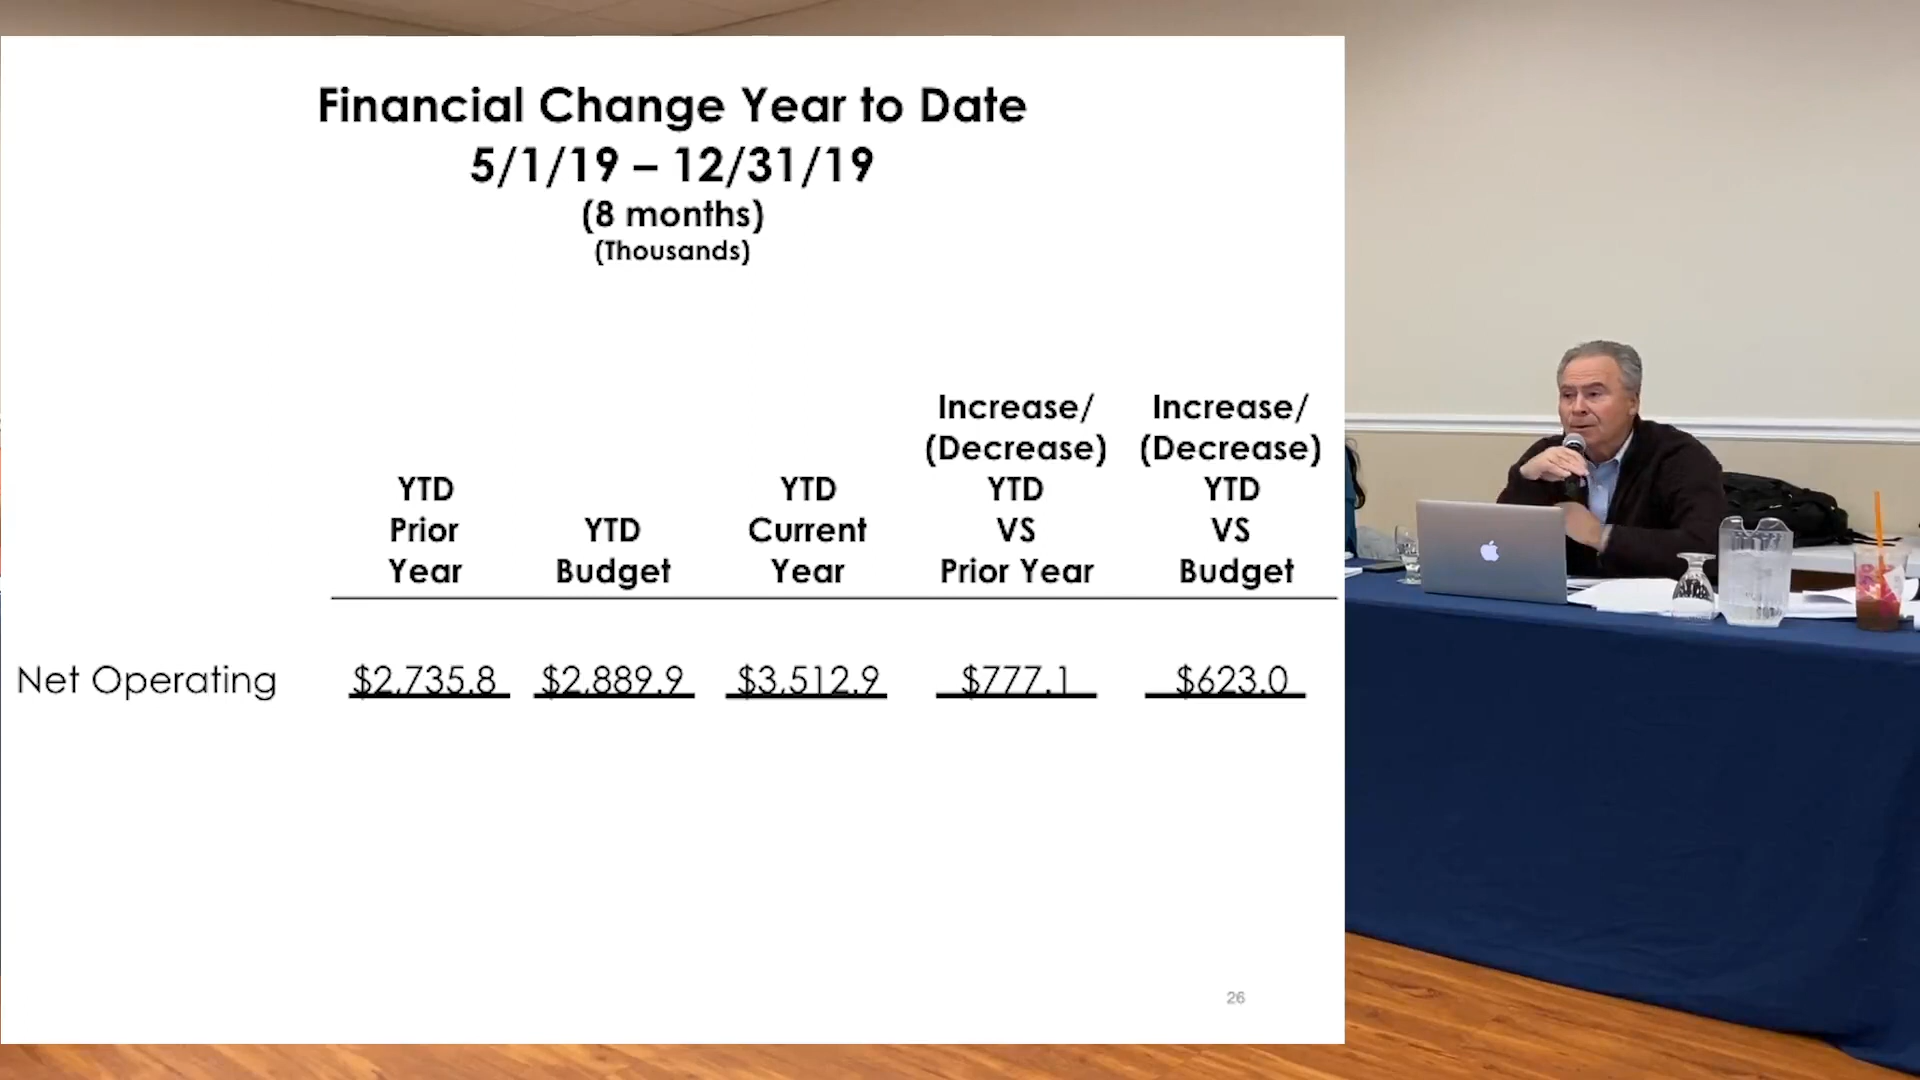 Financial Change Year to Date
5/1/19 – 12/31/19
(8 months)
(Thousands)
YTD
Prior
Year
YTD
Budget
YTD
Current
Year
Increase/
(Decrease)
YTD
VS
Prior Year
Increase/
(Decrease)
YTD
VS
Budget
Net Operating $2,735.8 $2,889.9 $3,512.9 $777.1 $623.0
26